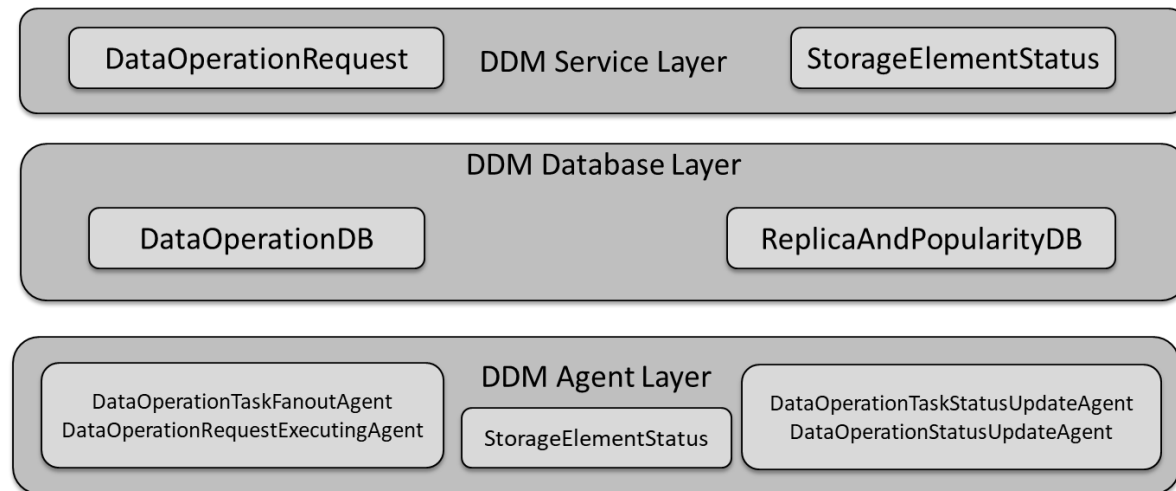 DataOperationRequest
DDM Service Layer
StorageElementStatus
DDM Database Layer
DataOperationDB
ReplicaAndPopularityDB
DDM Agent Layer
DataOperationTaskFanoutAgent
DataOperationRequestExecutingAgent
StorageElementStatus
DataOperationTaskStatusUpdateAgent
DataOperationStatusUpdateAgent